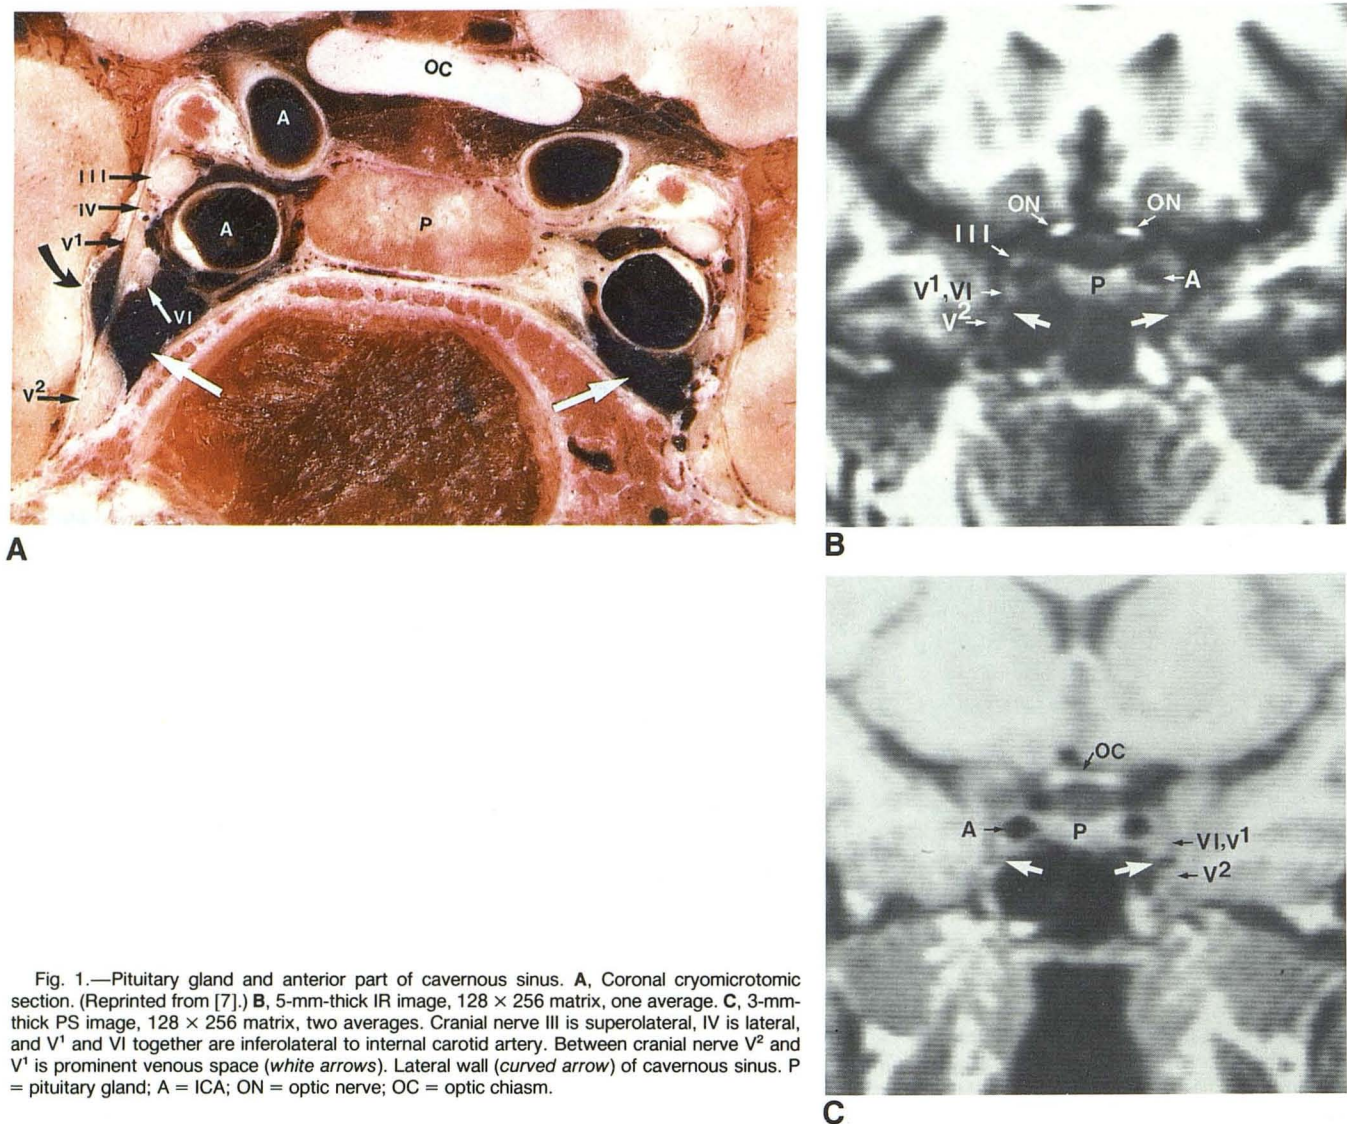 OC
A
III
IV
A
P
V¹
VI
V²
A
ON
ON
III
P
A
V¹,VI
V²
B
OC
A
P
VI,V¹
V²
C
Fig. 1.—Pituitary gland and anterior part of cavernous sinus. A, Coronal cryomicrotomic
section. (Reprinted from [7].) B, 5-mm-thick IR image, 128 × 256 matrix, one average. C, 3-mm-
thick PS image, 128 × 256 matrix, two averages. Cranial nerve III is superolateral, IV is lateral,
and V¹ and VI together are inferolateral to internal carotid artery. Between cranial nerve V² and
V¹ is prominent venous space (white arrows). Lateral wall (curved arrow) of cavernous sinus. P
= pituitary gland; A = ICA; ON = optic nerve; OC = optic chiasm.